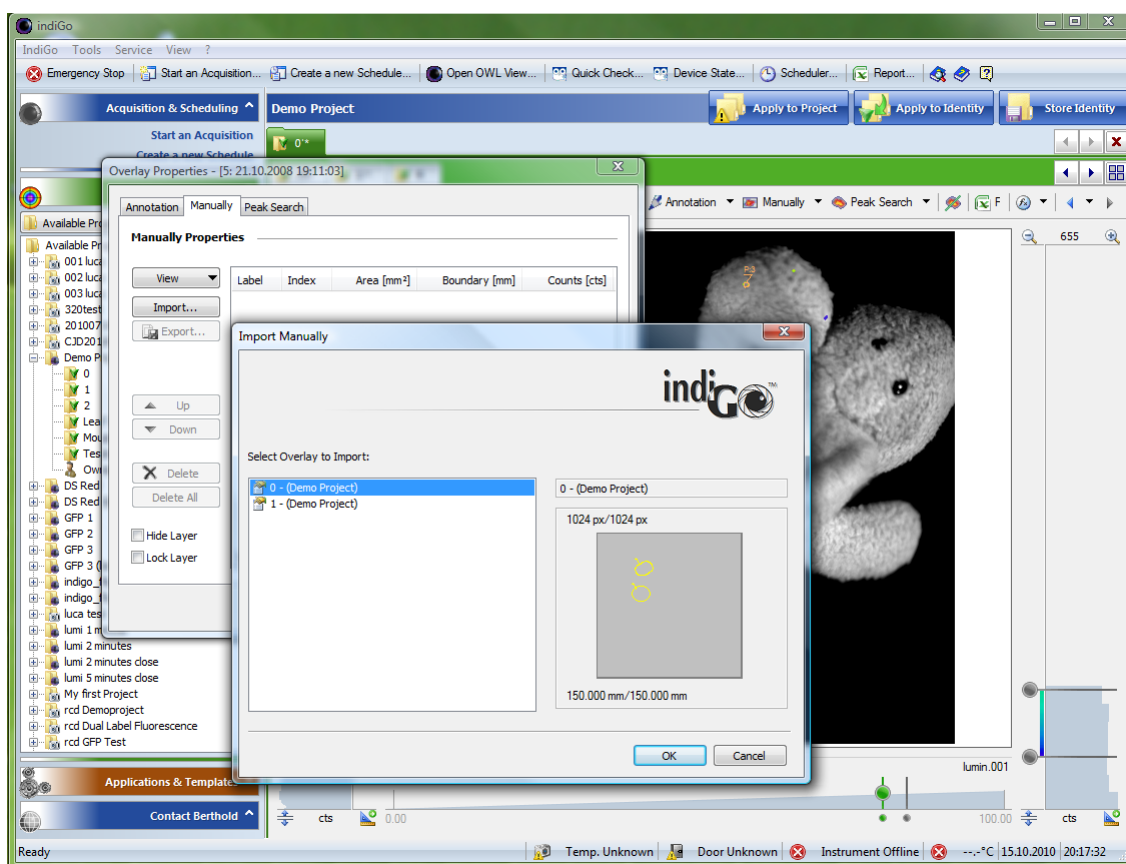 indiGo
IndiGo Tools Service View ?
Emergency Stop Start an Acquisition... Create a new Schedule... Open OWL View... Quick Check... Device State... Scheduler... Report...
Acquisition & Scheduling
Demo Project
Apply to Project Apply to Identity Store Identity
Start an Acquisition
0'*
Create a new Schedule
Overlay Properties - [5: 21.10.2008 19:11:03]
Annotation Manually Peak Search
Annotation Manually Peak Search F
Available Pr
Manually Properties
Available Pr
655
001 luca
View
Label Index Area [mm²] Boundary [mm] Counts [cts]
002 luca
003 luca
Import...
320test
201007
Export...
CJD201
Import Manually
Demo P
0
1
2
Up
Lea
Down
Mou
Tes
Own
Delete
DS Red
Delete All
DS Red
GFP 1
GFP 2
Hide Layer
GFP 3
Lock Layer
GFP 3 (
indigo_
indigo_
luca tes
lumi 1 m
lumi 2 minutes
lumi 2 minutes close
lumi 5 minutes close
My first Project
rcd Demoproject
rcd Dual Label Fluorescence
rcd GFP Test
indiGo™
Select Overlay to Import:
0 - (Demo Project)
1 - (Demo Project)
0 - (Demo Project)
1024 px/1024 px
150.000 mm/150.000 mm
OK Cancel
Applications & Template
lumin.001
Contact Berthold
cts 0.00 100.00 cts
Ready
Temp. Unknown Door Unknown Instrument Offline --,-°C 15.10.2010 20:17:32